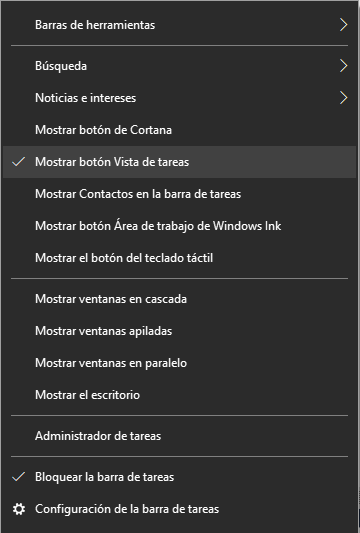 Barras de herramientas
Búsqueda
Noticias e intereses
Mostrar botón de Cortana
Mostrar botón Vista de tareas
Mostrar Contactos en la barra de tareas
Mostrar botón Área de trabajo de Windows Ink
Mostrar el botón del teclado táctil
Mostrar ventanas en cascada
Mostrar ventanas apiladas
Mostrar ventanas en paralelo
Mostrar el escritorio
Administrador de tareas
Bloquear la barra de tareas
Configuración de la barra de tareas